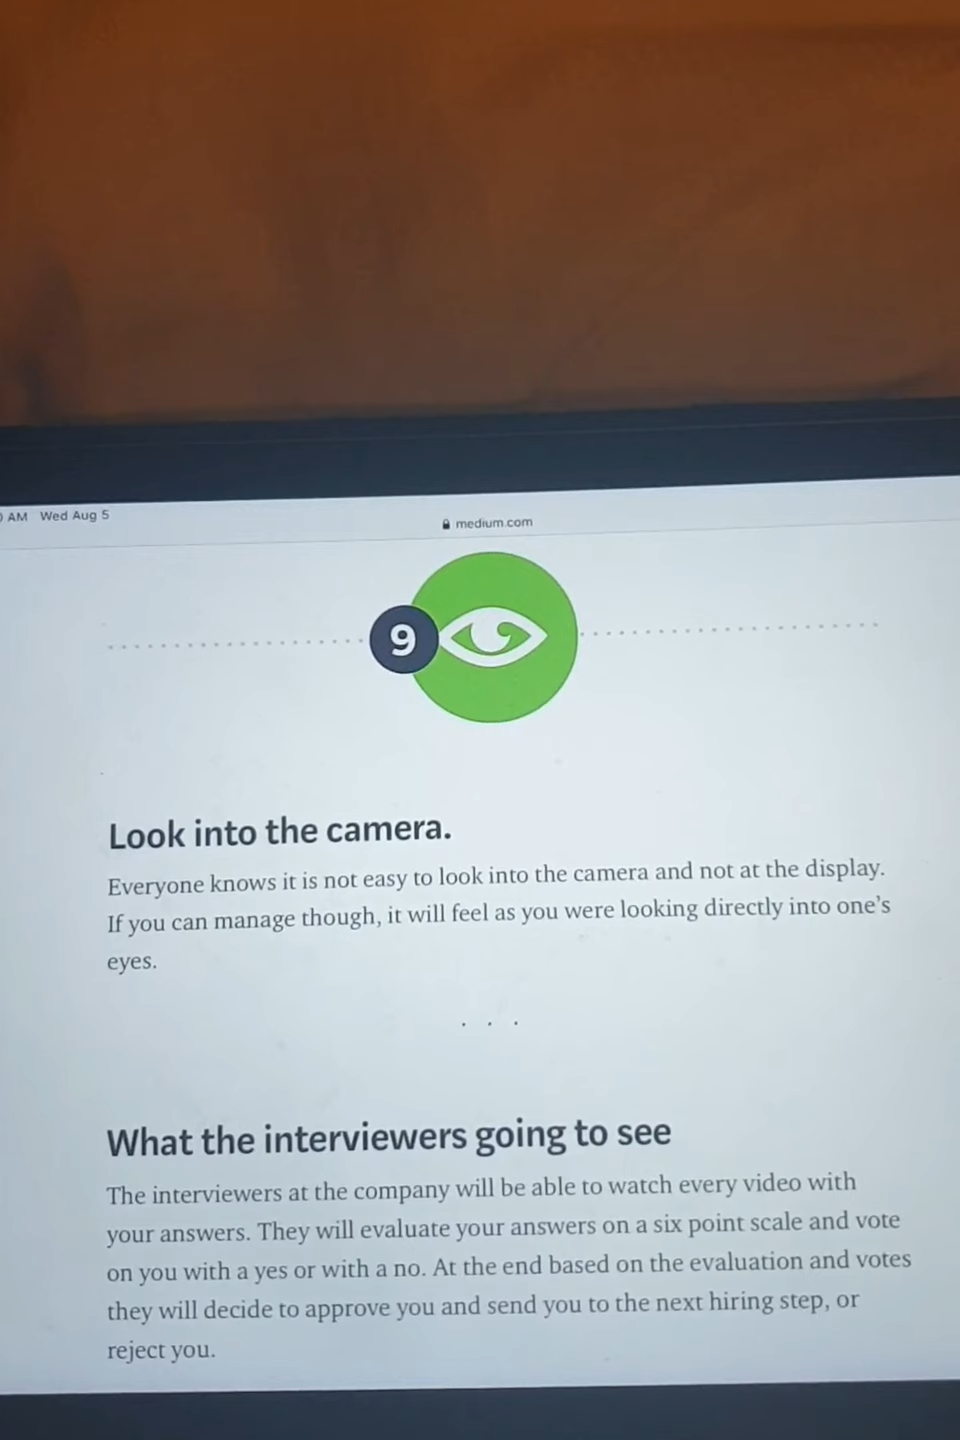 AM Wed Aug 5
medium.com
9
Look into the camera.
Everyone knows it is not easy to look into the camera and not at the display.
If you can manage though, it will feel as you were looking directly into one's
eyes.
. . .
What the interviewers going to see
The interviewers at the company will be able to watch every video with
your answers. They will evaluate your answers on a six point scale and vote
on you with a yes or with a no. At the end based on the evaluation and votes
they will decide to approve you and send you to the next hiring step, or
reject you.